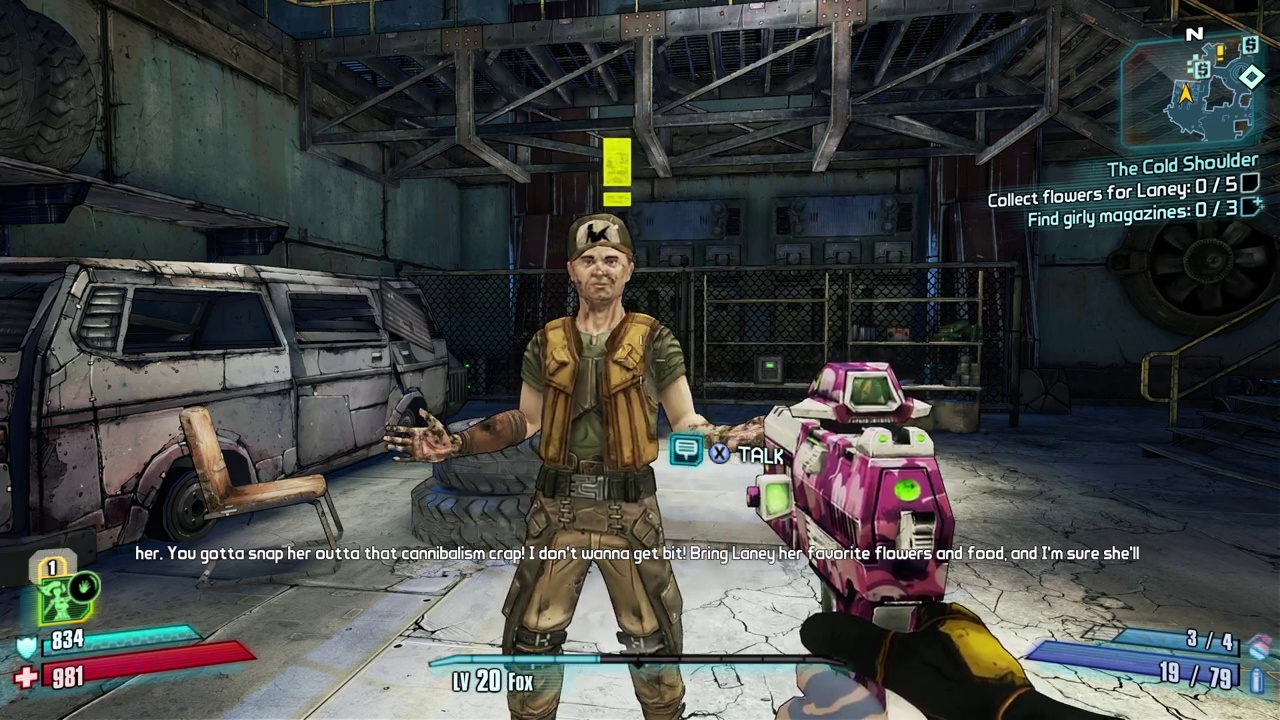 N
$
$
The Cold Shoulder
Collect flowers for Laney: 0 / 5
Find girly magazines: 0 / 3
X TALK
her. You gotta snap her outta that cannibalism crap! I don't wanna get bit! Bring Laney her favorite flowers and food, and I'm sure she'll
1
834
3 / 4
981
LV 20 Fox
19 / 79